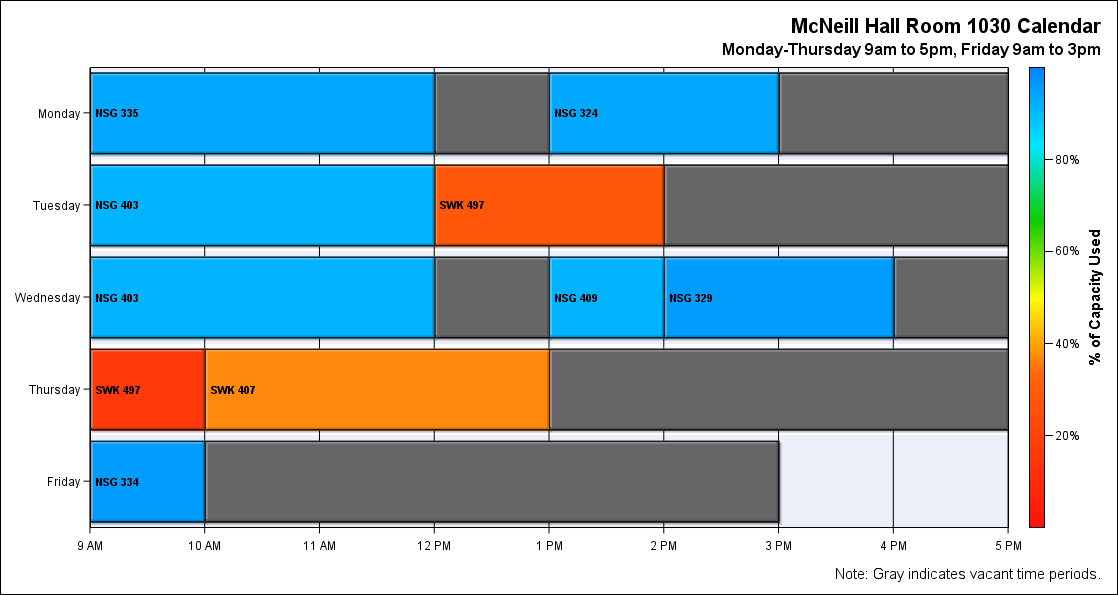 McNeill Hall Room 1030 Calendar
Monday-Thursday 9am to 5pm, Friday 9am to 3pm
Monday
NSG 335
NSG 324
Tuesday
NSG 403
SWK 497
Wednesday
NSG 403
NSG 409
NSG 329
Thursday
SWK 497
SWK 407
Friday
NSG 334
9 AM
10 AM
11 AM
12 PM
1 PM
2 PM
3 PM
4 PM
5 PM
80%
60%
40%
20%
% of Capacity Used
Note: Gray indicates vacant time periods.